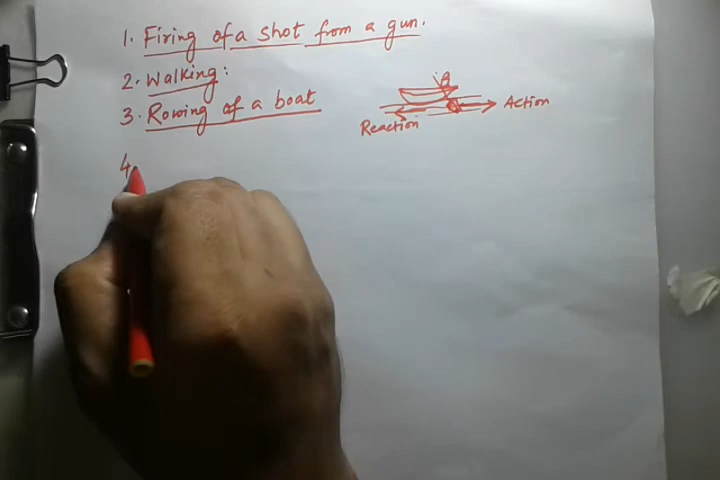 1. Firing of a shot from a gun.
2. Walking:
3. Rowing of a boat
Action
Reaction
4